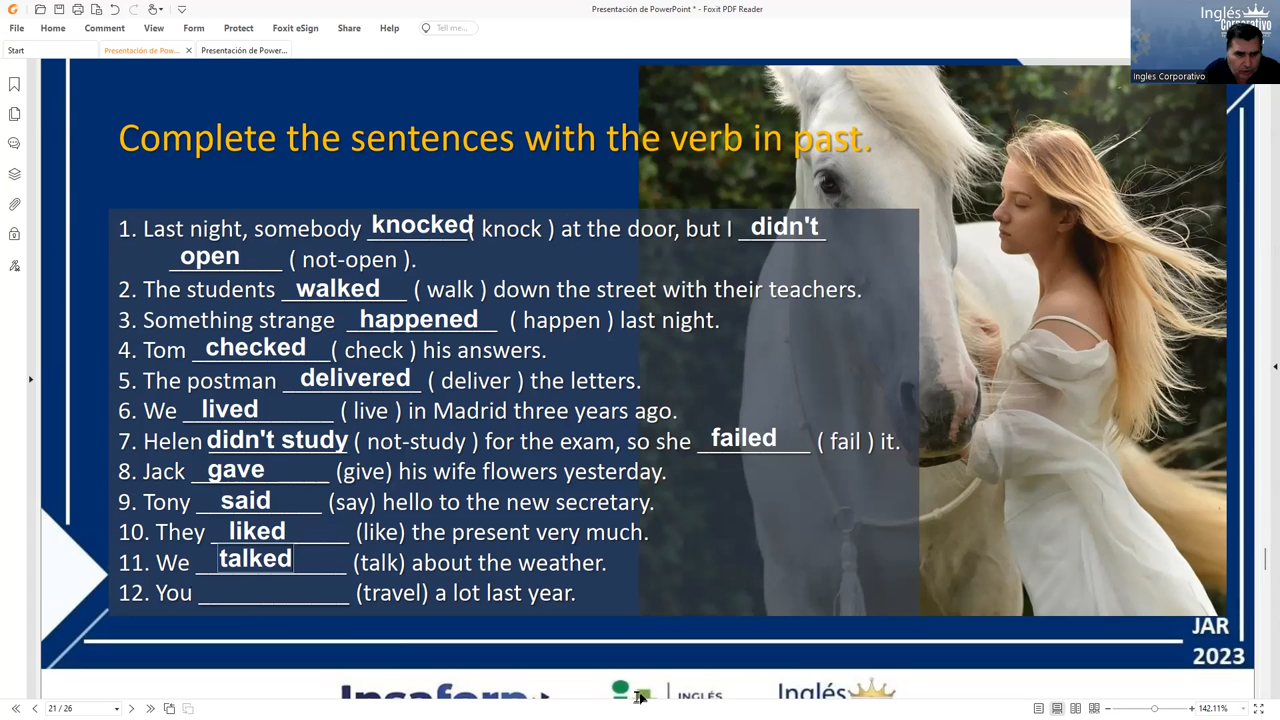 Presentación de PowerPoint * - Foxit PDF Reader
File Home Comment View Form Protect Foxit eSign Share Help Tell me...
Start Presentación de Pow... × Presentación de Power...
Inglés
Corporativo
Ingles Corporativo
Complete the sentences with the verb in past.
1. Last night, somebody knocked ( knock ) at the door, but I didn't
open ( not-open ).
2. The students walked ( walk ) down the street with their teachers.
3. Something strange happened ( happen ) last night.
4. Tom checked ( check ) his answers.
5. The postman delivered ( deliver ) the letters.
6. We lived ( live ) in Madrid three years ago.
7. Helen didn't study ( not-study ) for the exam, so she failed ( fail ) it.
8. Jack gave (give) his wife flowers yesterday.
9. Tony said (say) hello to the new secretary.
10. They liked (like) the present very much.
11. We talked (talk) about the weather.
12. You ____________ (travel) a lot last year.
JAR
2023
Insaforp INGLÉS Inglés
21 / 26 142.11%